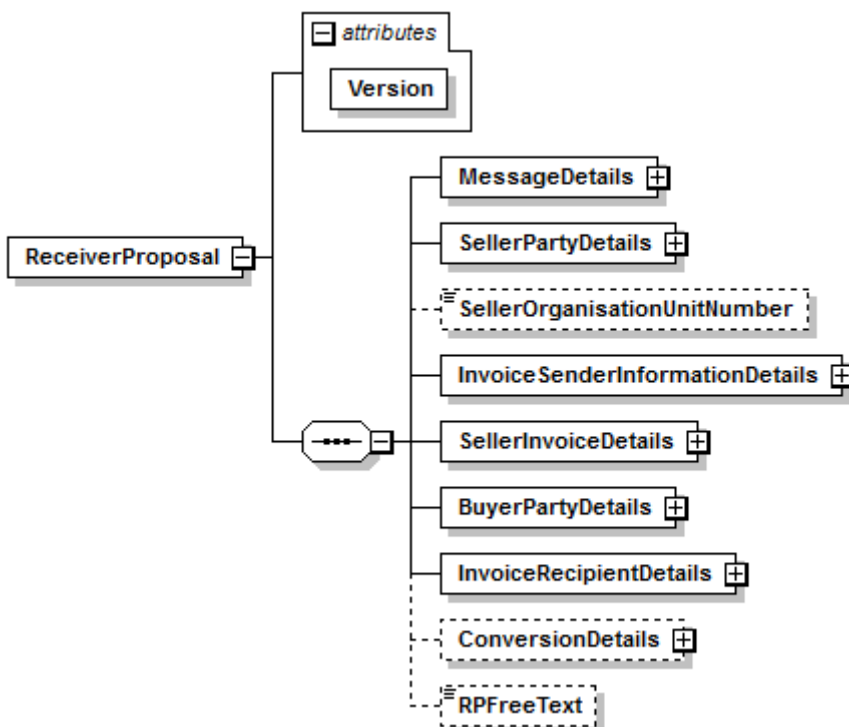 attributes
Version
MessageDetails
SellerPartyDetails
ReceiverProposal
SellerOrganisationUnitNumber
InvoiceSenderInformationDetails
SellerInvoiceDetails
BuyerPartyDetails
InvoiceRecipientDetails
ConversionDetails
RPFreeText